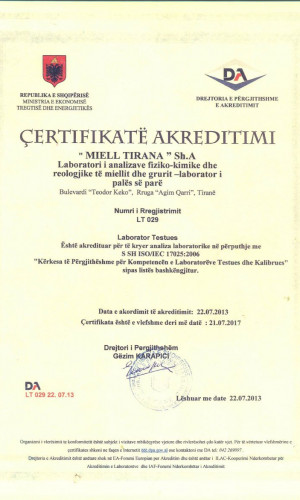 REPUBLIKA E SHQIPËRISË
MINISTRIA E EKONOMISË
TREGTISË DHE ENERGJETIKËS
DA
DREJTORIA E PËRGJITHSHME
E AKREDITIMIT
ÇERTIFIKATË AKREDITIMI
" MIELL TIRANA " Sh.A
Laboratori i analizave fiziko-kimike dhe
reologjike të miellit dhe grurit –laborator i
palës së parë
Bulevardi "Teodor Keko", Rruga "Agim Qarri", Tiranë
Numri i Rregjistrimit
LT 029
Laborator Testues
Është akredituar për të kryer analiza laboratorike në përputhje me
S SH ISO/IEC 17025:2006
"Kërkesa të Përgjithëshme për Kompetencën e Laboratorëve Testues dhe Kalibrues"
sipas listës bashkëngjitur.
Data e akordimit të akreditimit: 22.07.2013
Çertifikata është e vlefshme deri më datë : 21.07.2017
Drejtori i Pergjithshëm
Gëzim KARAPICI
DA
LT 029 22. 07.13
Lëshuar me date 22.07.2013